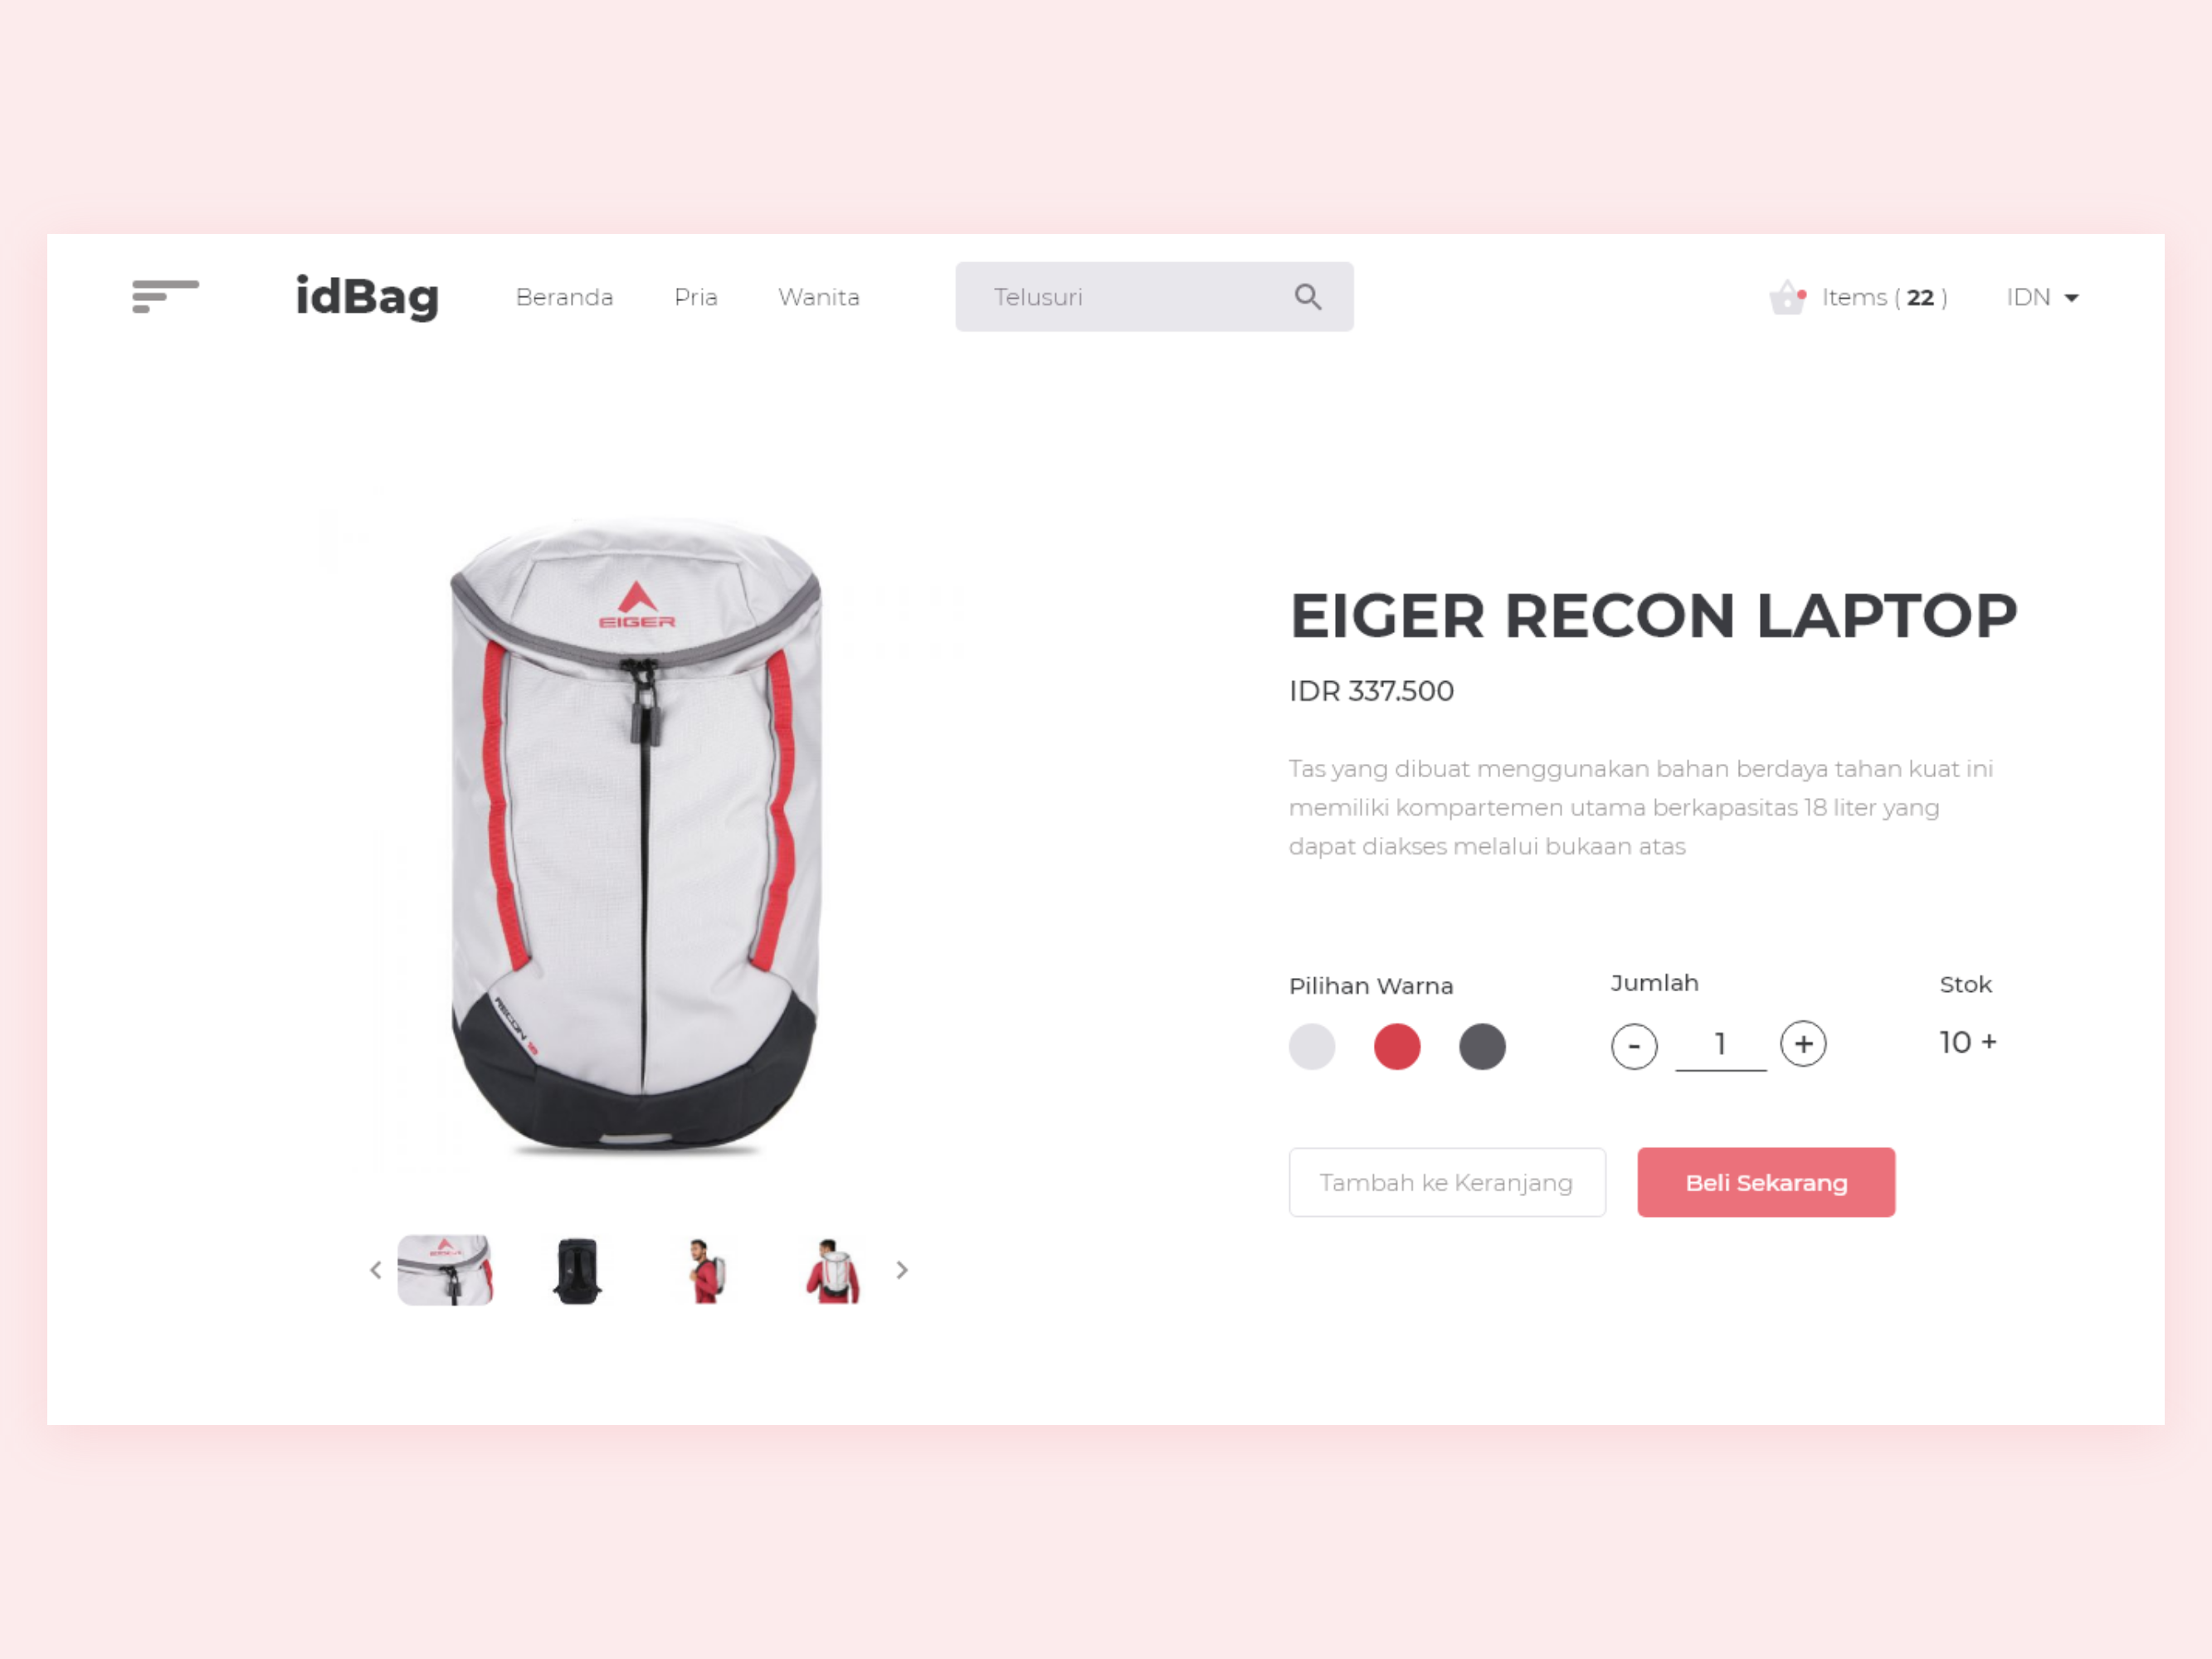 idBag
Beranda
Pria
Wanita
Telusuri
Items ( 22 )
IDN
EIGER
RECON 18
EIGER RECON LAPTOP
IDR 337.500
Tas yang dibuat menggunakan bahan berdaya tahan kuat ini
memiliki kompartemen utama berkapasitas 18 liter yang
dapat diakses melalui bukaan atas
Pilihan Warna
Jumlah
Stok
- 1 +
10 +
Tambah ke Keranjang
Beli Sekarang